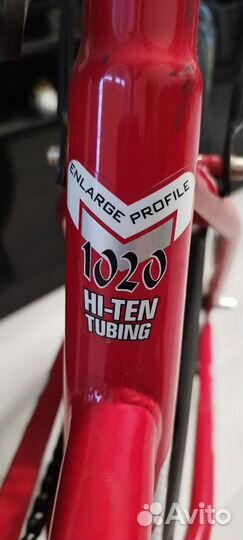 ENLARGE PROFILE
1020
HI-TEN
TUBING
Avito